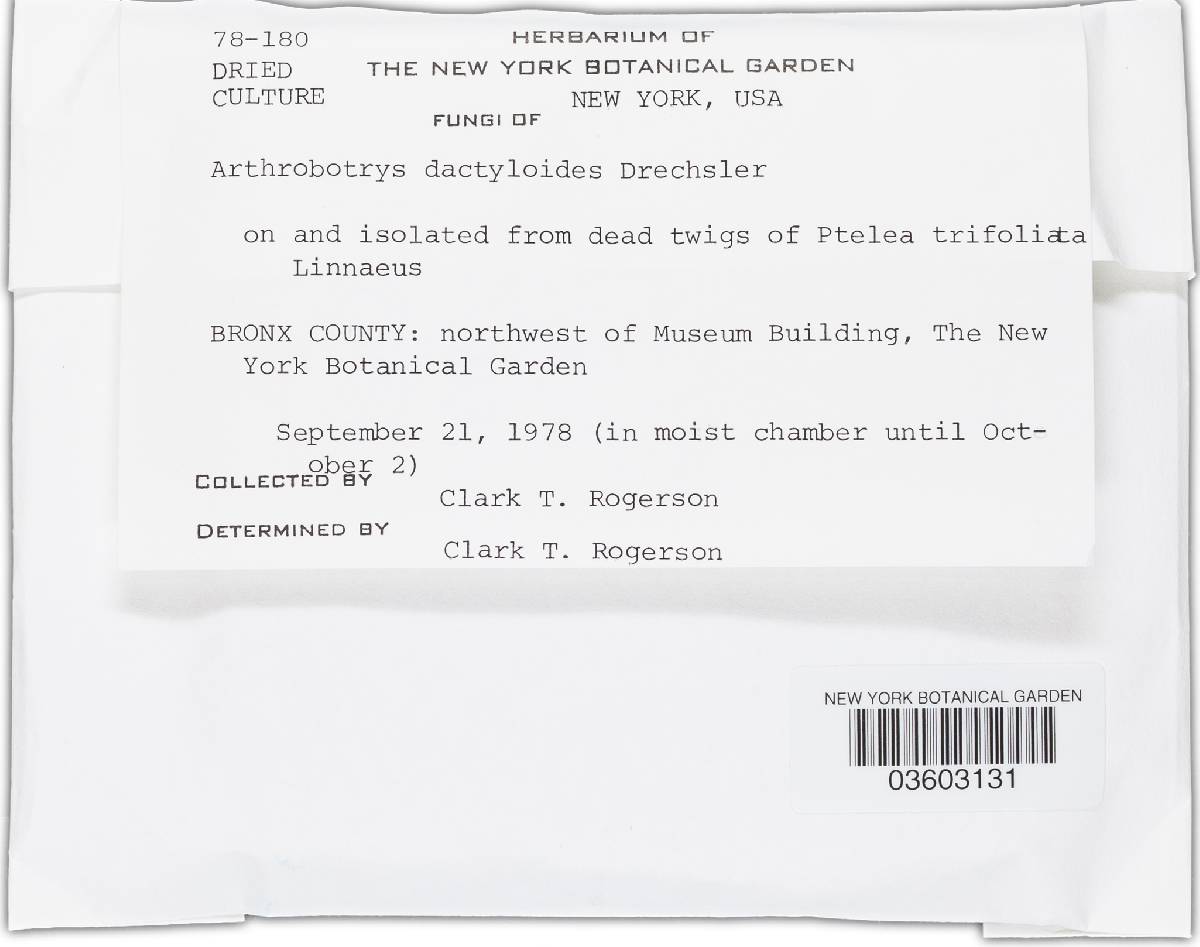 78-180
HERBARIUM OF
DRIED
THE NEW YORK BOTANICAL GARDEN
CULTURE
NEW YORK, USA
FUNGI OF
Arthrobotrys dactyloides Drechsler
on and isolated from dead twigs of Ptelea trifoliata
Linnaeus
BRONX COUNTY: northwest of Museum Building, The New
York Botanical Garden
September 21, 1978 (in moist chamber until Oct-
ober 2)
COLLECTED BY
Clark T. Rogerson
DETERMINED BY
Clark T. Rogerson
NEW YORK BOTANICAL GARDEN
03603131